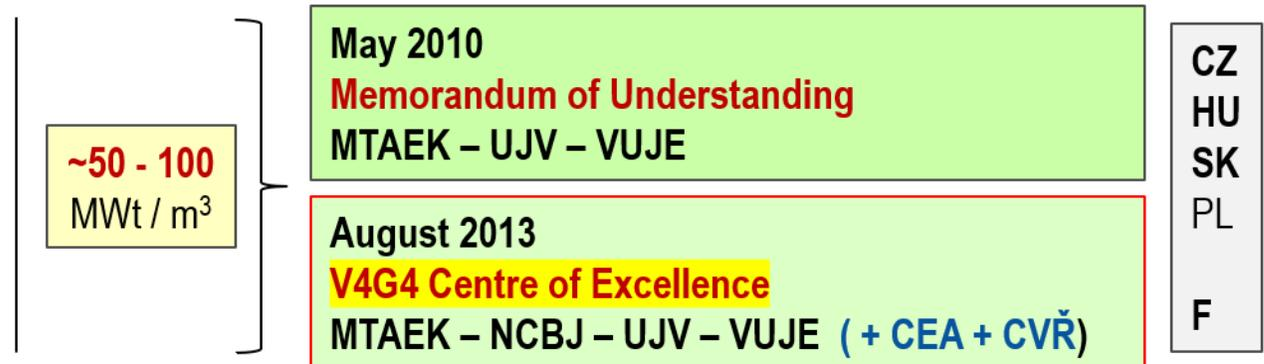 ~50 - 100
MWt / m³
May 2010
Memorandum of Understanding
MTAEK – UJV – VUJE
August 2013
V4G4 Centre of Excellence
MTAEK – NCBJ – UJV – VUJE ( + CEA + CVŘ)
CZ
HU
SK
PL
F